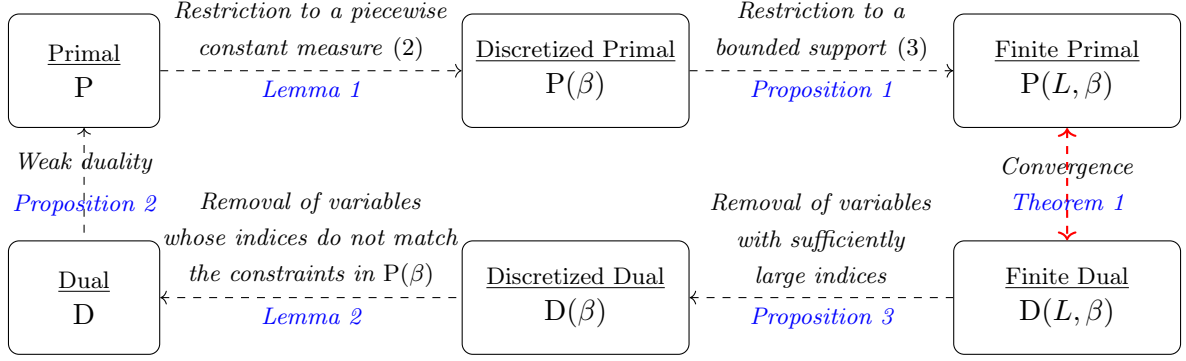 Restriction to a piecewise
constant measure (2)
Lemma 1
Restriction to a
bounded support (3)
Proposition 1
Primal
P
Discretized Primal
P(β)
Finite Primal
P(L, β)
Weak duality
Proposition 2
Removal of variables
whose indices do not match
the constraints in P(β)
Lemma 2
Removal of variables
with sufficiently
large indices
Proposition 3
Convergence
Theorem 1
Dual
D
Discretized Dual
D(β)
Finite Dual
D(L, β)